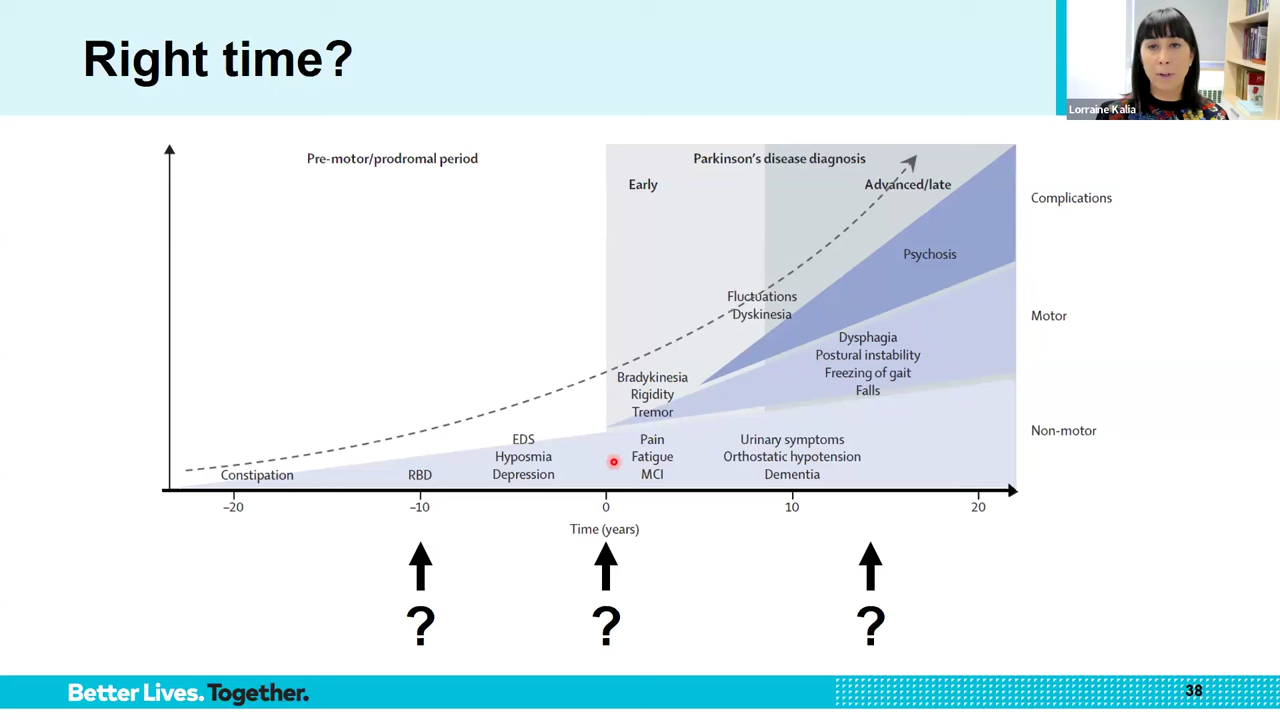 Right time?
Lorraine Kalia
Pre-motor/prodromal period
Parkinson's disease diagnosis
Early
Advanced/late
Complications
Psychosis
Fluctuations
Dyskinesia
Motor
Dysphagia
Postural instability
Freezing of gait
Falls
Bradykinesia
Rigidity
Tremor
Non-motor
EDS
Hyposmia
Depression
Pain
Fatigue
MCI
Urinary symptoms
Orthostatic hypotension
Dementia
Constipation
RBD
–20
–10
0
10
20
Time (years)
?
?
?
Better Lives. Together.
38